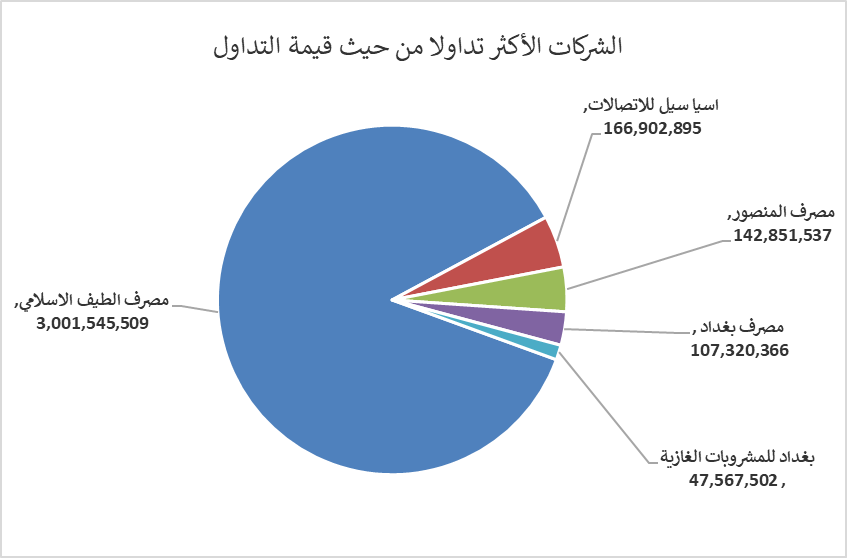 الشركات الأكثر تداولا من حيث قيمة التداول
اسيا سيل للاتصالات,
166,902,895
مصرف المنصور,
142,851,537
مصرف بغداد ,
107,320,366
بغداد للمشروبات الغازية
, 47,567,502
مصرف الطيف الاسلامي,
3,001,545,509